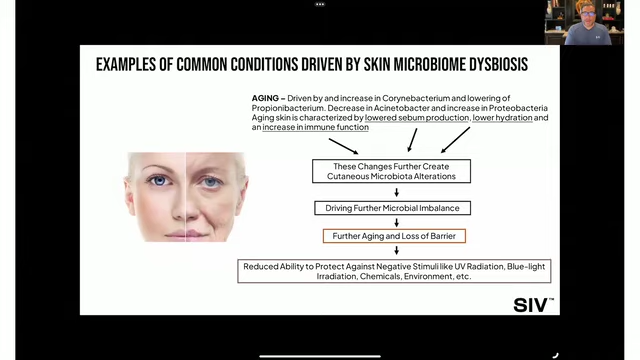 EXAMPLES OF COMMON CONDITIONS DRIVEN BY SKIN MICROBIOME DYSBIOSIS
AGING – Driven by and increase in Corynebacterium and lowering of
Propionibacterium. Decrease in Acinetobacter and increase in Proteobacteria
Aging skin is characterized by lowered sebum production, lower hydration and
an increase in immune function
These Changes Further Create
Cutaneous Microbiota Alterations
Driving Further Microbial Imbalance
Further Aging and Loss of Barrier
Reduced Ability to Protect Against Negative Stimuli like UV Radiation, Blue-light
Irradiation, Chemicals, Environment, etc.
SIV™